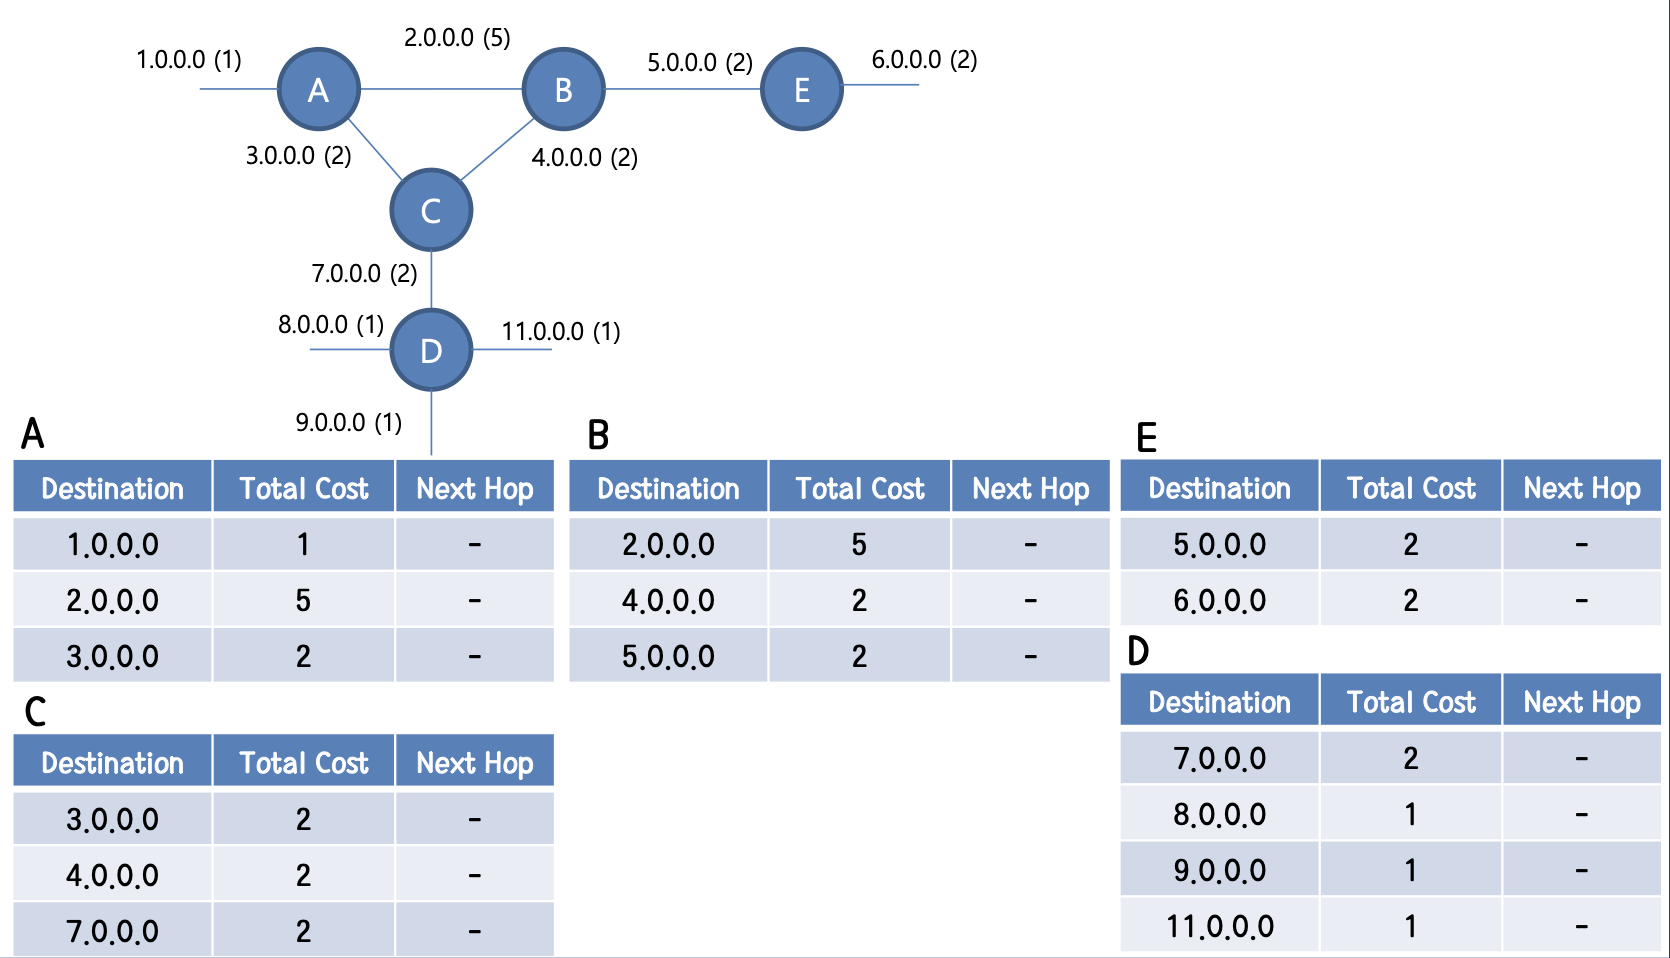 1.0.0.0 (1)
2.0.0.0 (5)
5.0.0.0 (2)
6.0.0.0 (2)
A
B
E
3.0.0.0 (2)
4.0.0.0 (2)
C
7.0.0.0 (2)
8.0.0.0 (1)
11.0.0.0 (1)
D
9.0.0.0 (1)
A
Destination Total Cost Next Hop
1.0.0.0 1 -
2.0.0.0 5 -
3.0.0.0 2 -
B
Destination Total Cost Next Hop
2.0.0.0 5 -
4.0.0.0 2 -
5.0.0.0 2 -
E
Destination Total Cost Next Hop
5.0.0.0 2 -
6.0.0.0 2 -
C
Destination Total Cost Next Hop
3.0.0.0 2 -
4.0.0.0 2 -
7.0.0.0 2 -
D
Destination Total Cost Next Hop
7.0.0.0 2 -
8.0.0.0 1 -
9.0.0.0 1 -
11.0.0.0 1 -